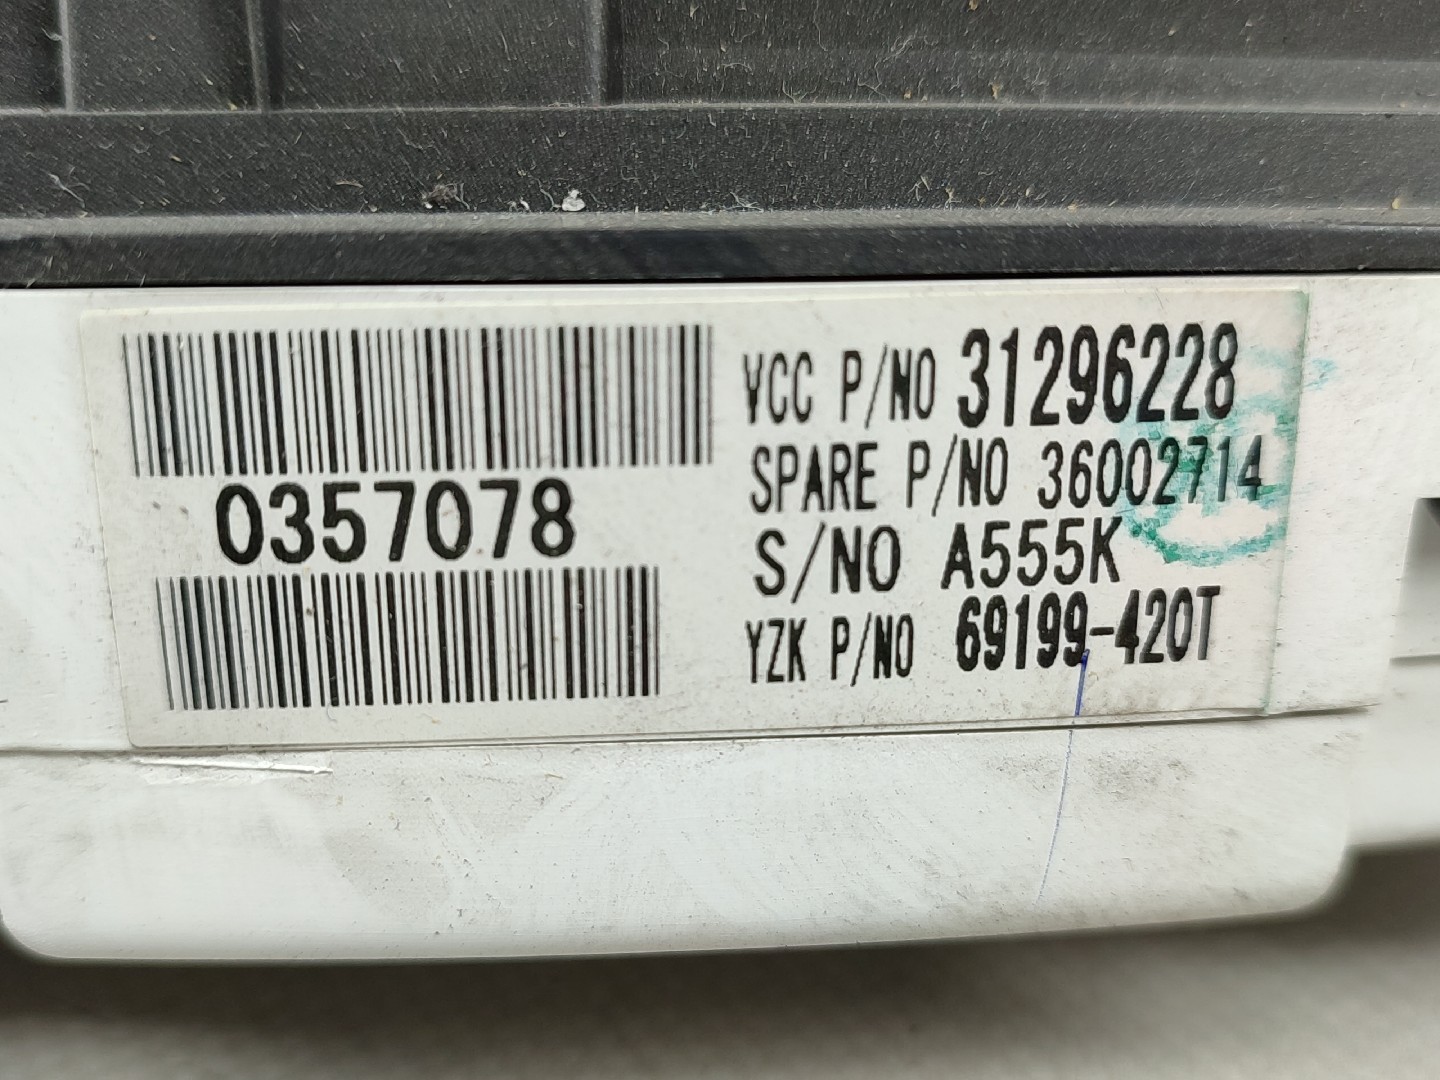 VCC P/NO 31296228
SPARE P/NO 36002714
0357078
S/NO A555K
YZK P/NO 69199-420T